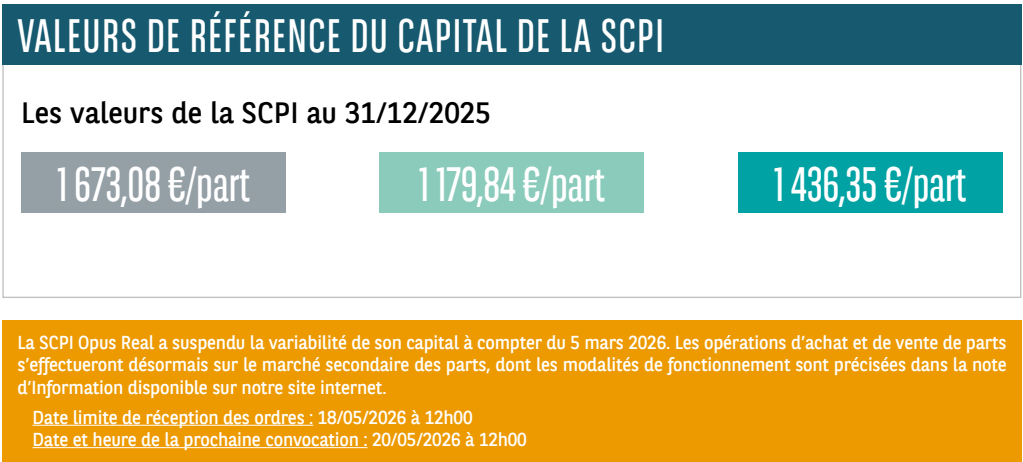 VALEURS DE RÉFÉRENCE DU CAPITAL DE LA SCPI
Les valeurs de la SCPI au 31/12/2025
1 673,08 €/part
1 179,84 €/part
1 436,35 €/part
La SCPI Opus Real a suspendu la variabilité de son capital à compter du 5 mars 2026. Les opérations d'achat et de vente de parts
s'effectueront désormais sur le marché secondaire des parts, dont les modalités de fonctionnement sont précisées dans la note
d'Information disponible sur notre site internet.
Date limite de réception des ordres : 18/05/2026 à 12h00
Date et heure de la prochaine convocation : 20/05/2026 à 12h00